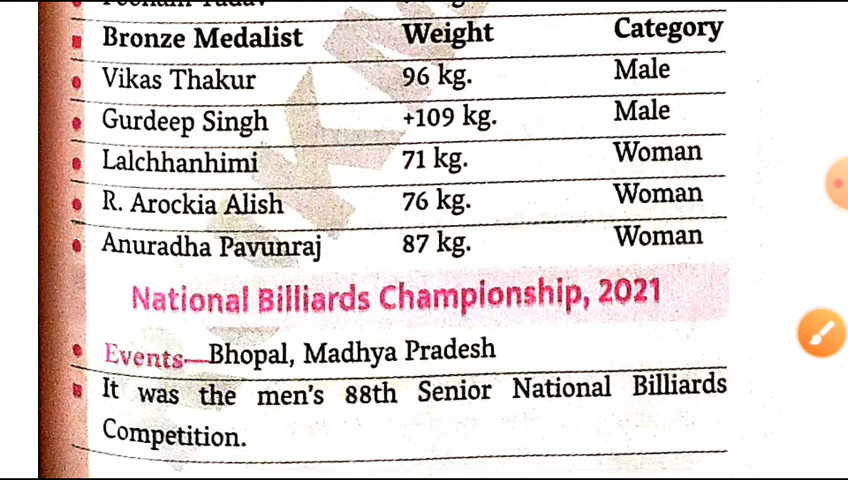 Bronze Medalist Weight Category
Vikas Thakur 96 kg. Male
Gurdeep Singh +109 kg. Male
Lalchhanhimi 71 kg. Woman
R. Arockia Alish 76 kg. Woman
Anuradha Pavunraj 87 kg. Woman
National Billiards Championship, 2021
Events—Bhopal, Madhya Pradesh
It was the men's 88th Senior National Billiards
Competition.